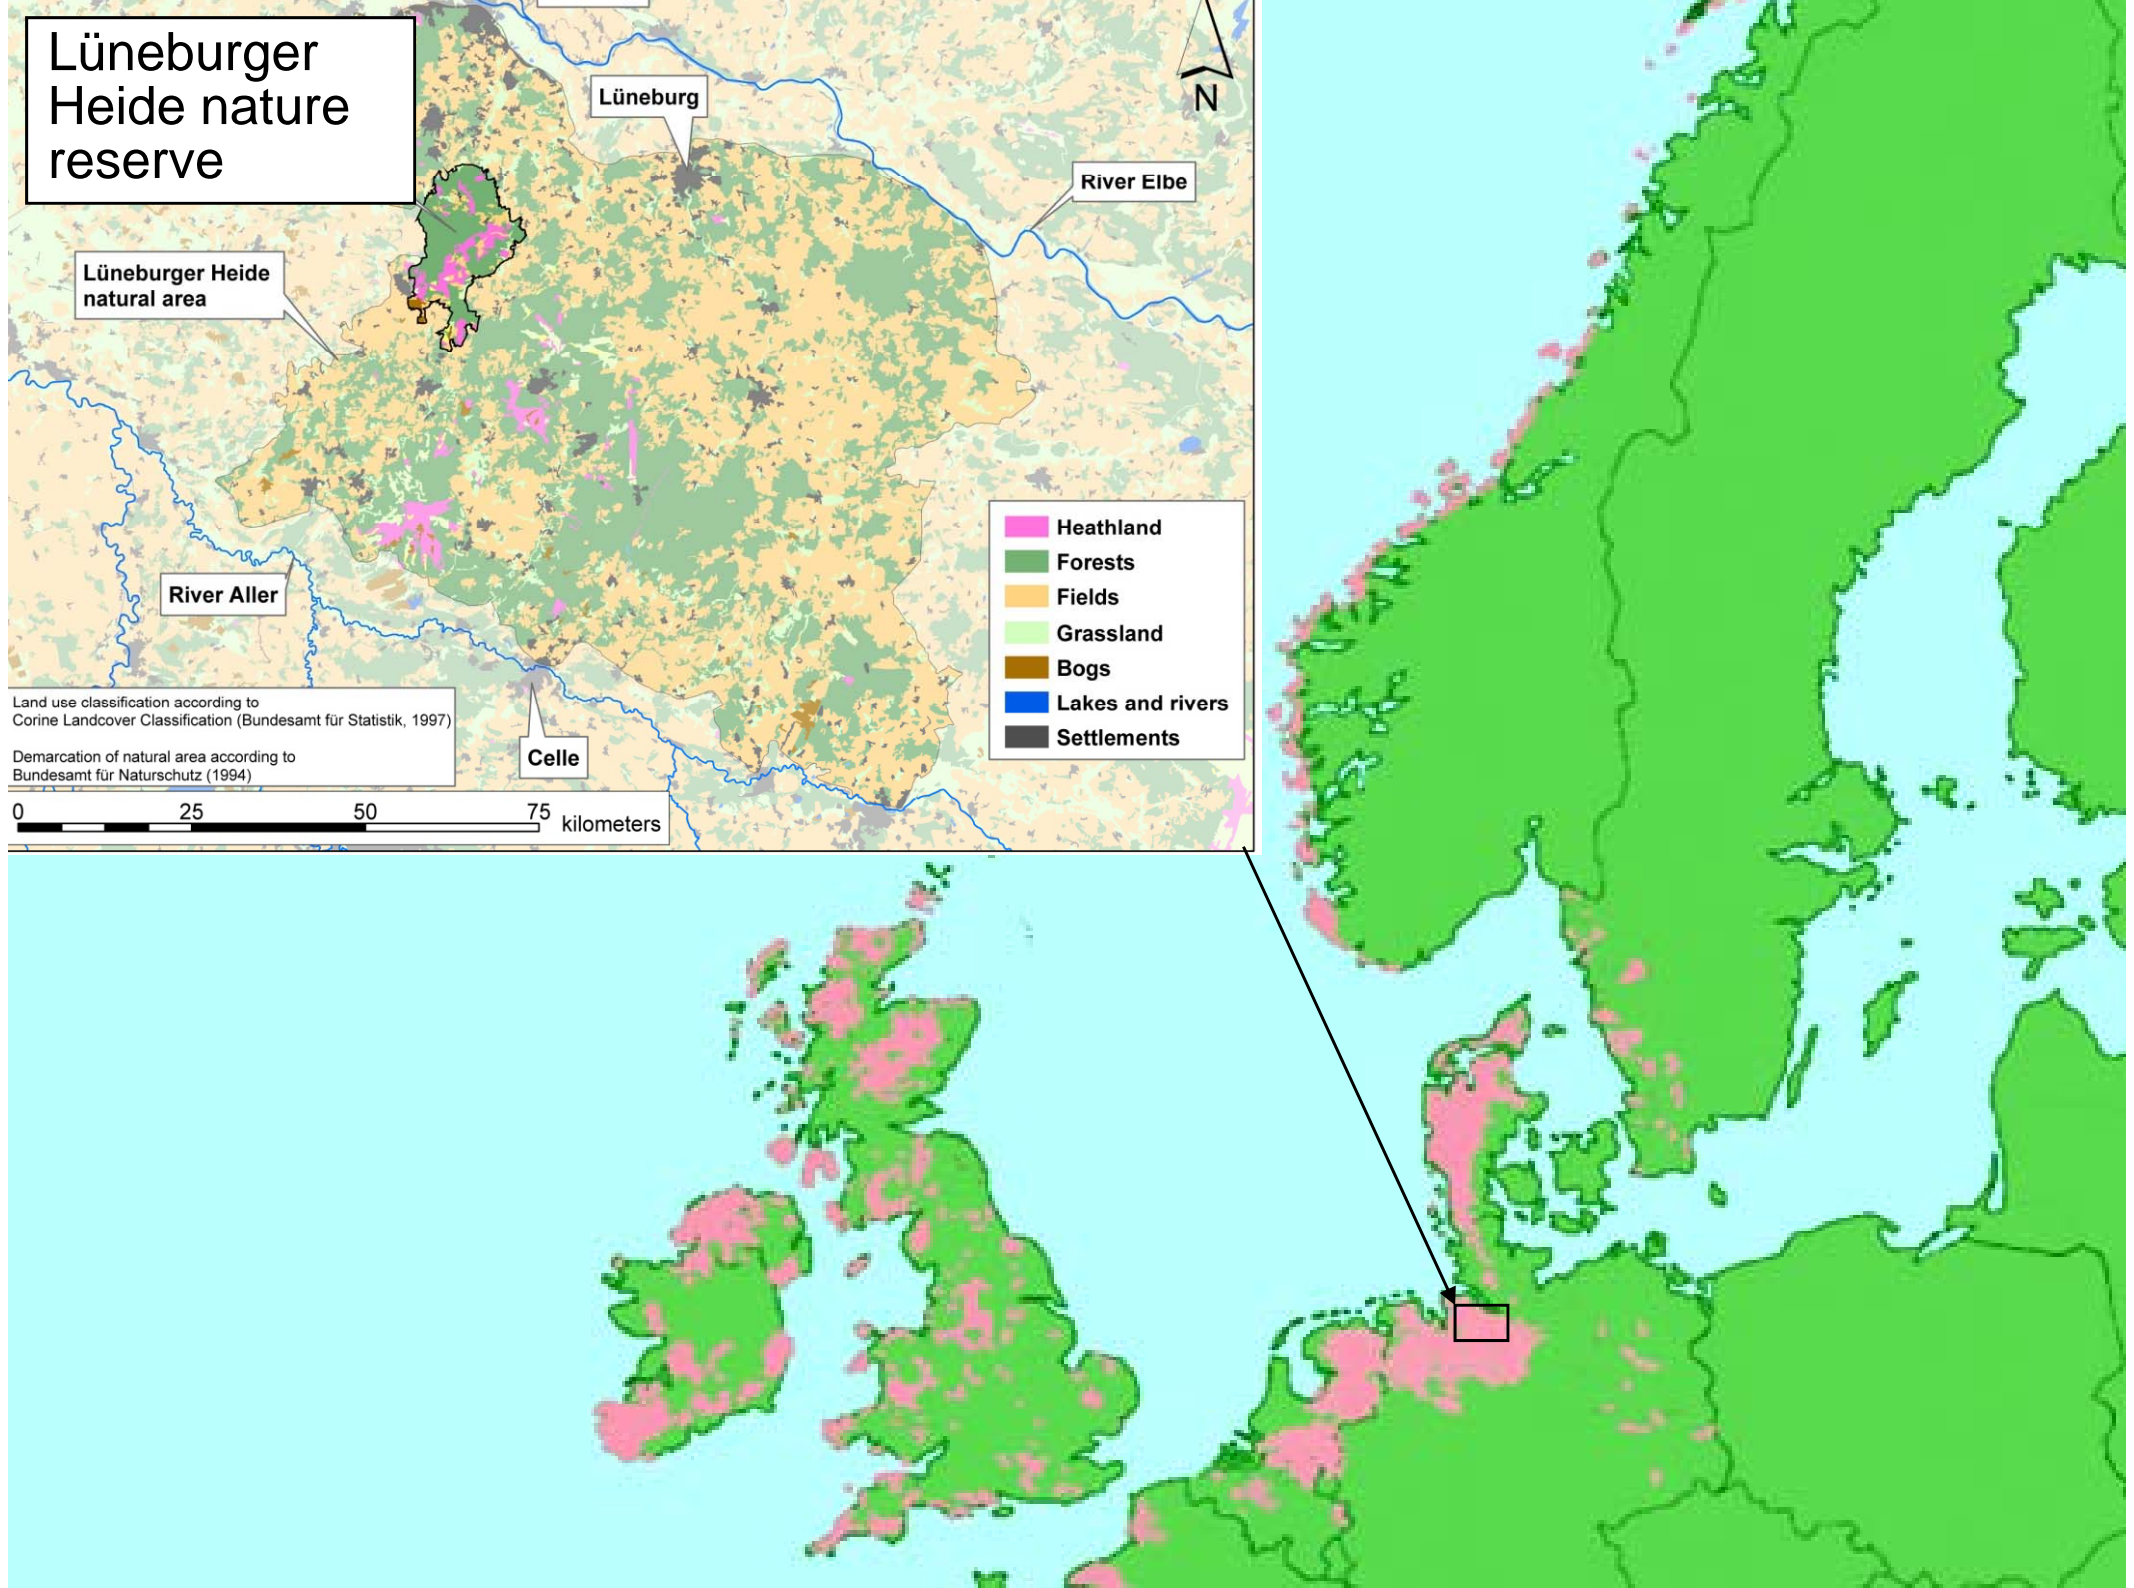 Lüneburger
Heide nature
reserve
Lüneburg
N
River Elbe
Lüneburger Heide
natural area
River Aller
Heathland
Forests
Fields
Grassland
Bogs
Lakes and rivers
Settlements
Land use classification according to
Corine Landcover Classification (Bundesamt für Statistik, 1997)
Demarcation of natural area according to
Bundesamt für Naturschutz (1994)
Celle
0 25 50 75 kilometers